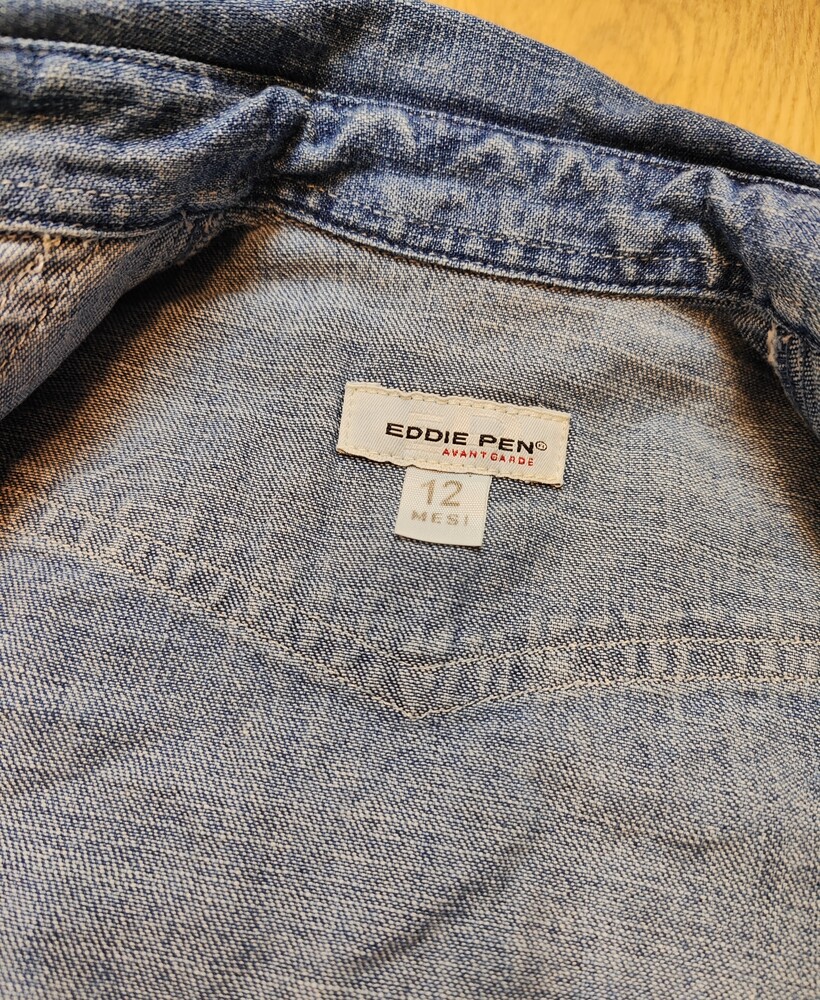 EDDIE PEN®
AVANTGARDE
12
MESI